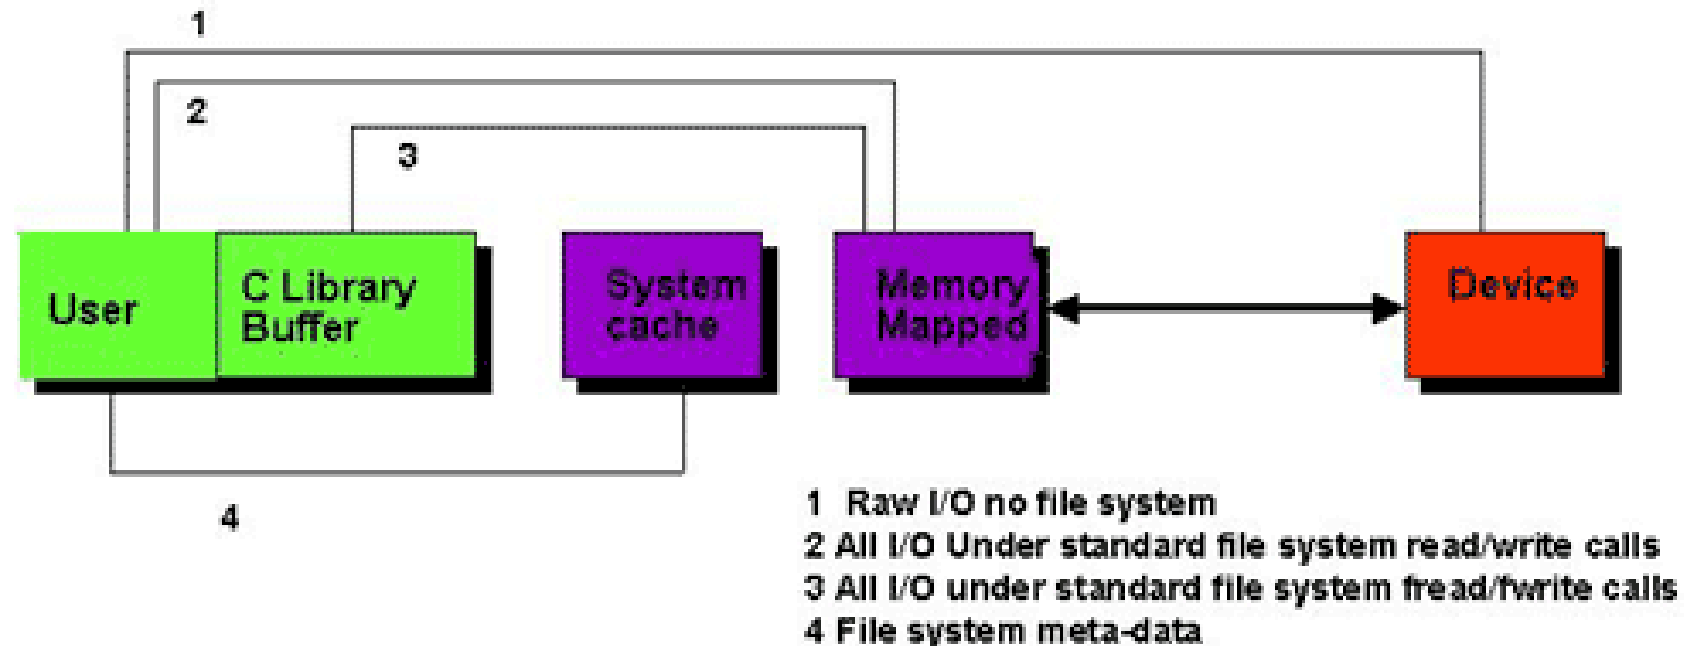 1
2
3
User
C Library
Buffer
System
cache
Memory
Mapped
Device
4
1 Raw I/O no file system
2 All I/O Under standard file system read/write calls
3 All I/O under standard file system fread/fwrite calls
4 File system meta-data